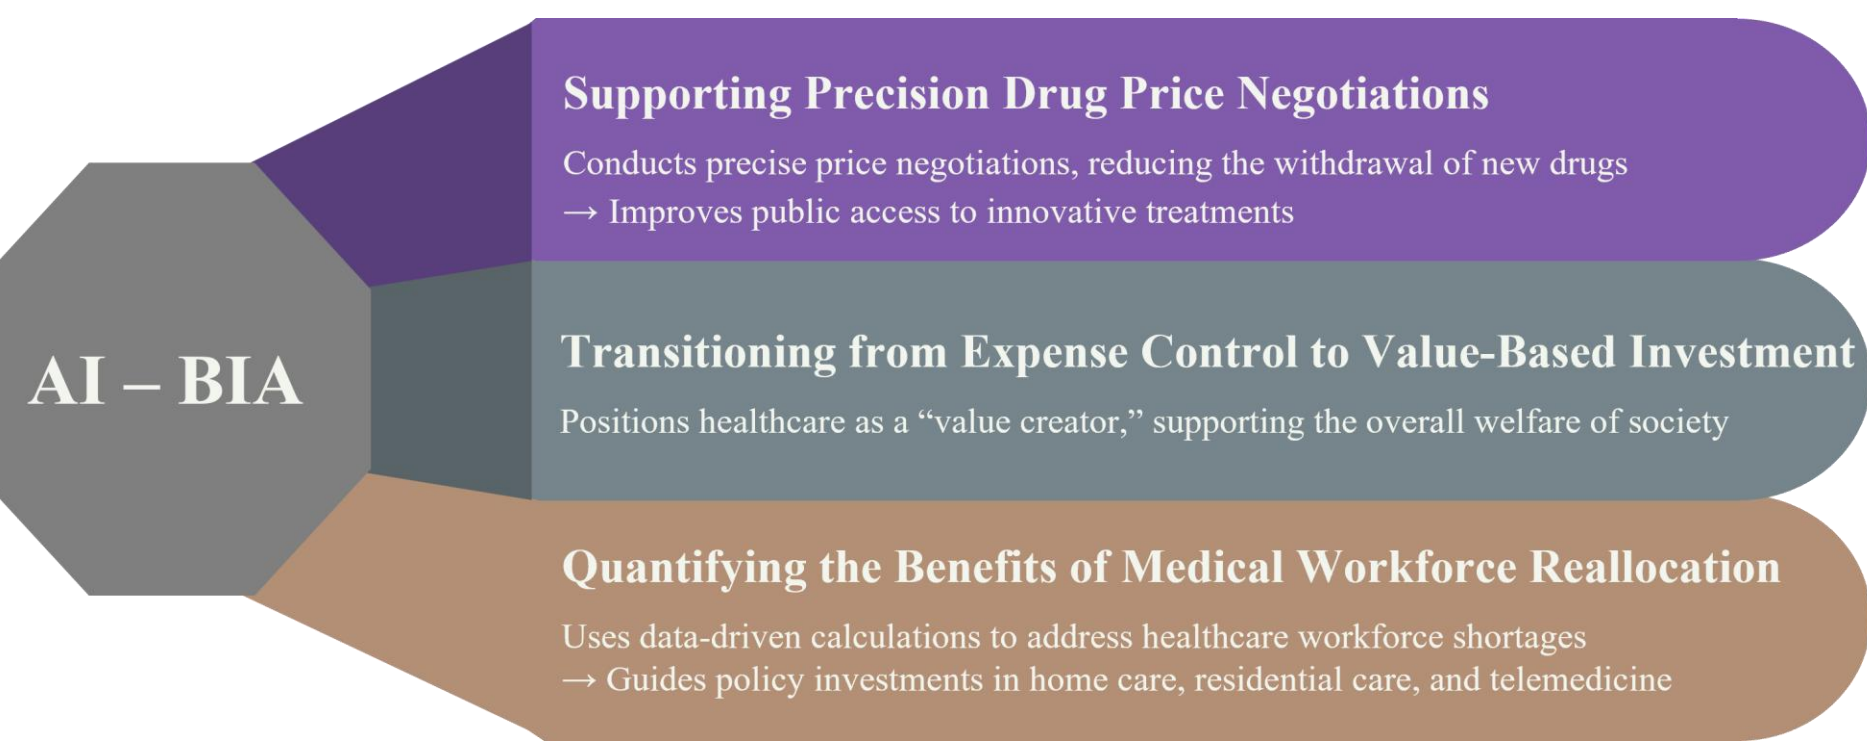 AI – BIA
Supporting Precision Drug Price Negotiations
Conducts precise price negotiations, reducing the withdrawal of new drugs
→ Improves public access to innovative treatments
Transitioning from Expense Control to Value-Based Investment
Positions healthcare as a “value creator,” supporting the overall welfare of society
Quantifying the Benefits of Medical Workforce Reallocation
Uses data-driven calculations to address healthcare workforce shortages
→ Guides policy investments in home care, residential care, and telemedicine